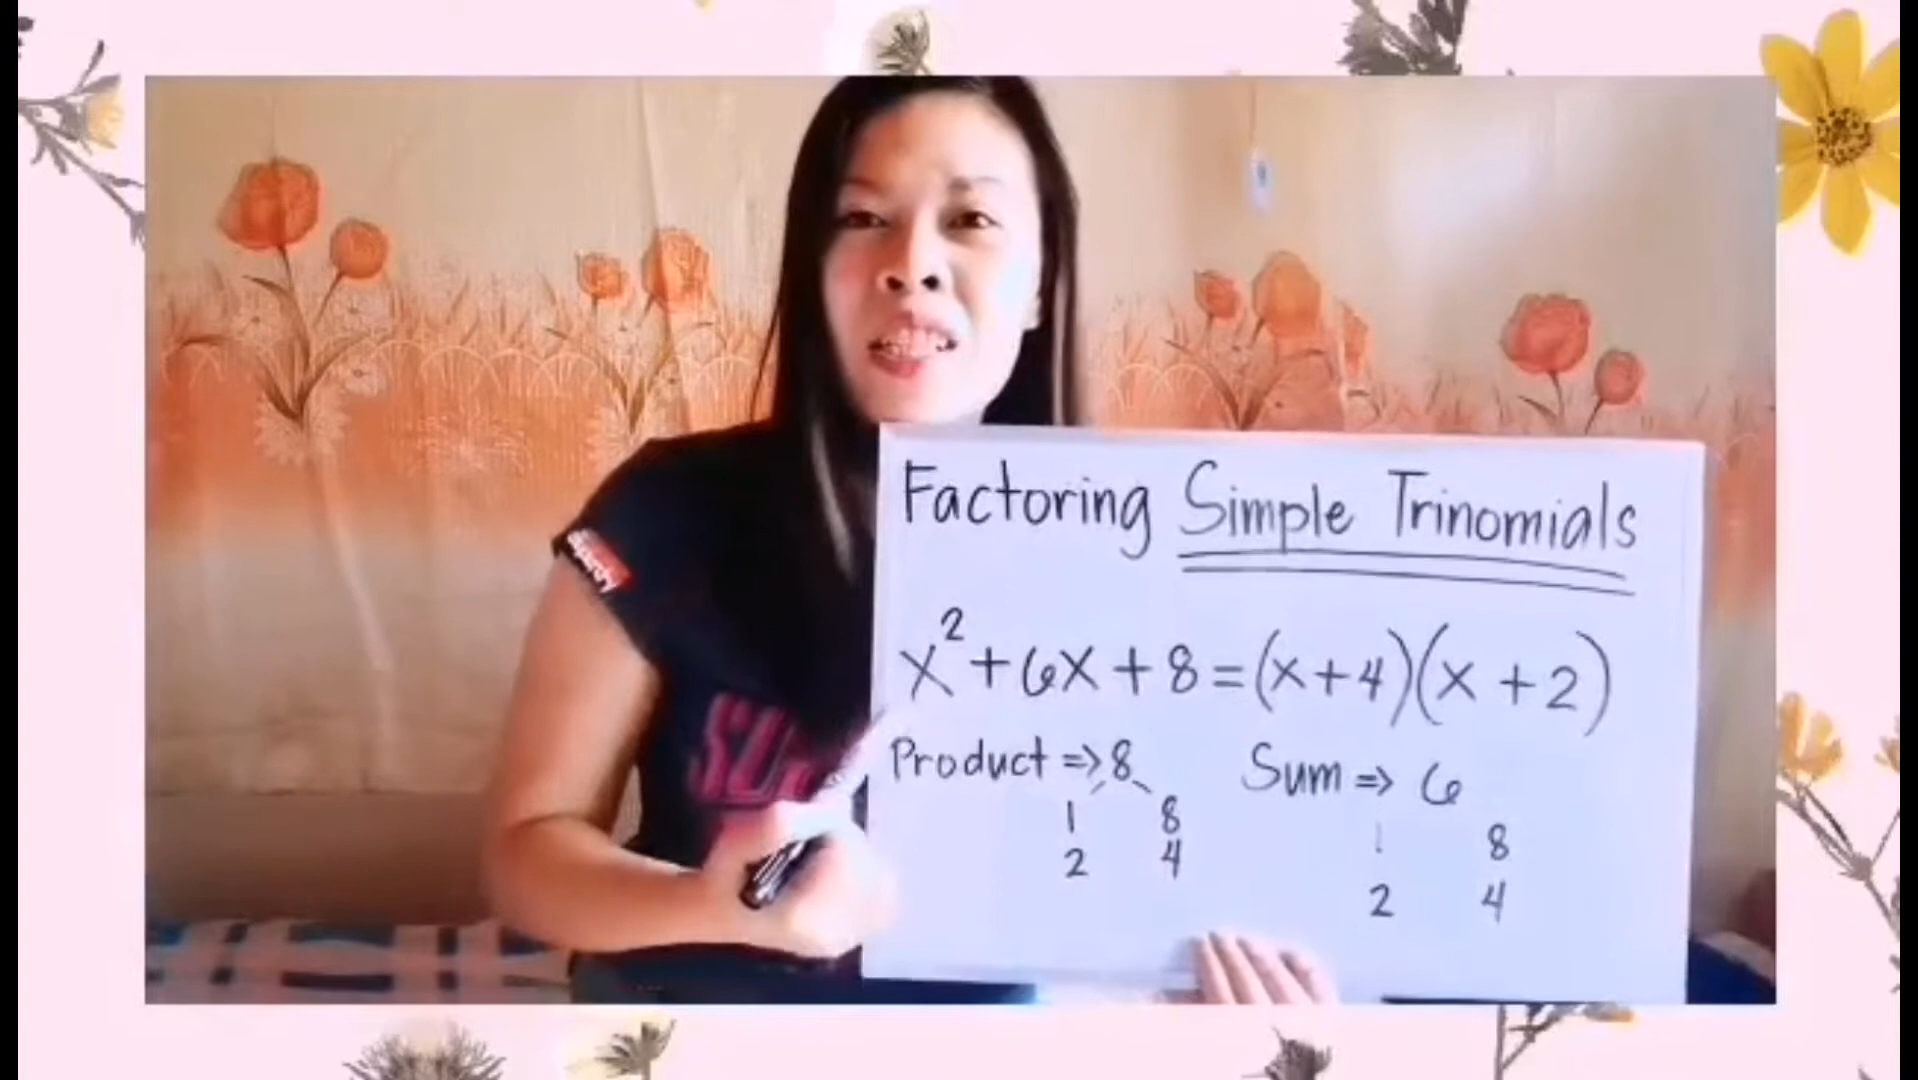 Factoring Simple Trinomials
x²+6x+8=(x+4)(x+2)
Product => 8 Sum => 6
1 8 1 8
2 4 2 4